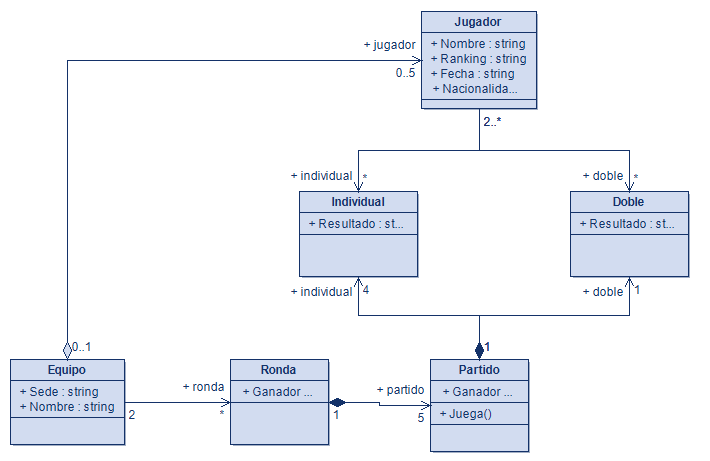 Jugador
+ Nombre : string
+ Ranking : string
+ Fecha : string
+ Nacionalida...
+ jugador
0..5
2..*
+ individual
*
+ doble
*
Individual
+ Resultado : st...
Doble
+ Resultado : st...
+ individual
4
+ doble
1
0..1
1
Equipo
+ Sede : string
+ Nombre : string
2
+ ronda
*
Ronda
+ Ganador ...
1
+ partido
5
Partido
+ Ganador ...
+ Juega()